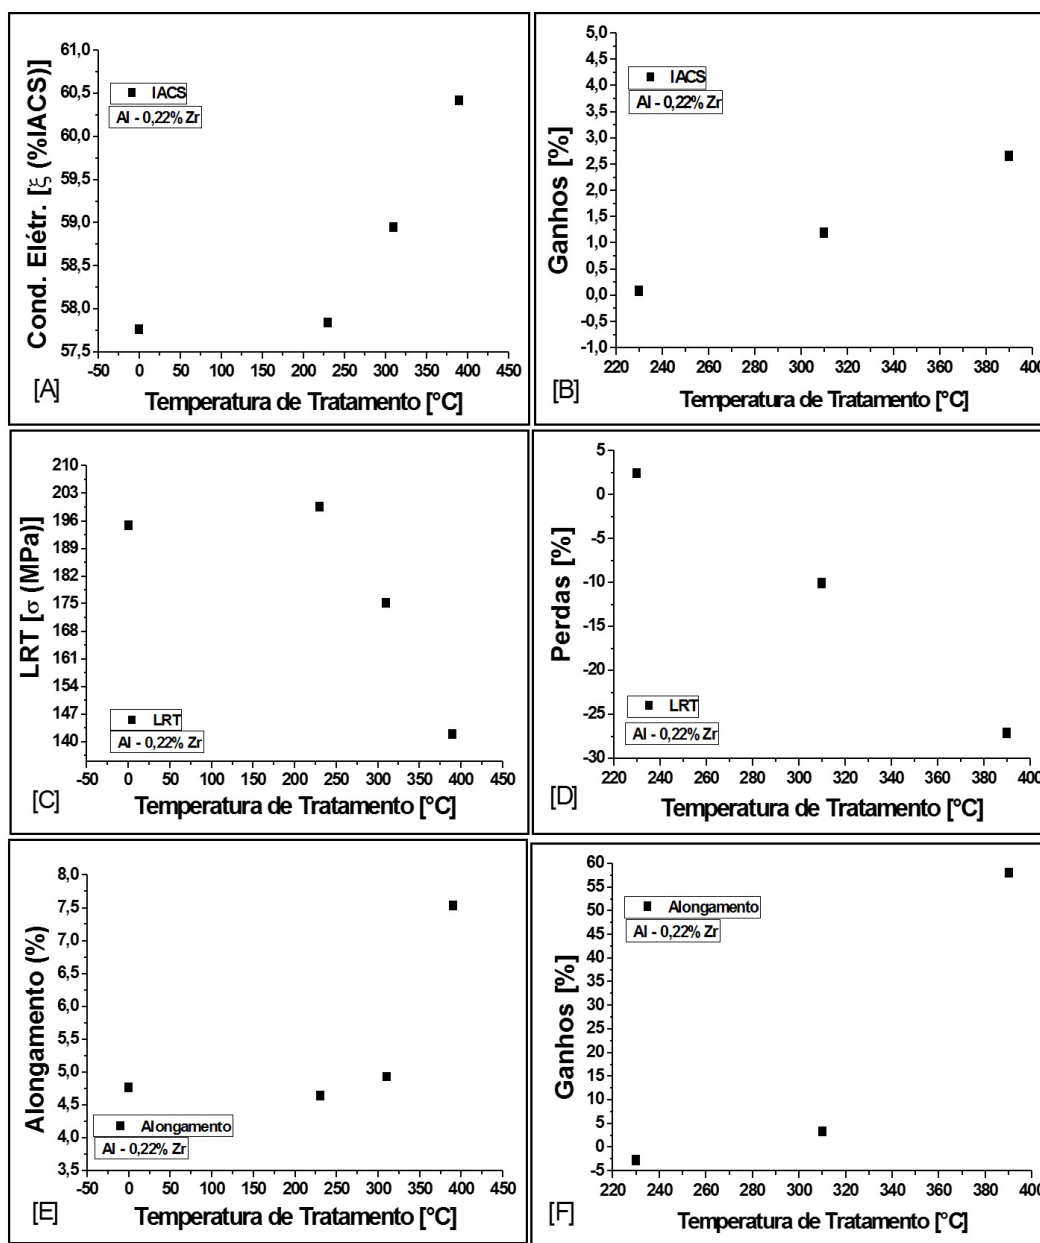 Cond. Elétr. [ξ (%IACS)]
61,0
60,5
60,0
59,5
59,0
58,5
58,0
57,5
IACS
Al - 0,22% Zr
-50 0 50 100 150 200 250 300 350 400 450
[A]
Temperatura de Tratamento [°C]
Ganhos [%]
5,0
4,5
4,0
3,5
3,0
2,5
2,0
1,5
1,0
0,5
0,0
-0,5
-1,0
IACS
Al - 0,22% Zr
220 240 260 280 300 320 340 360 380 400
[B]
Temperatura de Tratamento [°C]
LRT [σ (MPa)]
210
203
196
189
182
175
168
161
154
147
140
LRT
Al - 0,22% Zr
-50 0 50 100 150 200 250 300 350 400 450
[C]
Temperatura de Tratamento [°C]
Perdas [%]
5
0
-5
-10
-15
-20
-25
-30
LRT
Al - 0,22% Zr
220 240 260 280 300 320 340 360 380 400
[D]
Temperatura de Tratamento [°C]
Alongamento (%)
8,0
7,5
7,0
6,5
6,0
5,5
5,0
4,5
4,0
3,5
Alongamento
Al - 0,22% Zr
-50 0 50 100 150 200 250 300 350 400 450
[E]
Temperatura de Tratamento [°C]
Ganhos [%]
60
55
50
45
40
35
30
25
20
15
10
5
0
-5
Alongamento
Al - 0,22% Zr
220 240 260 280 300 320 340 360 380 400
[F]
Temperatura de Tratamento [°C]